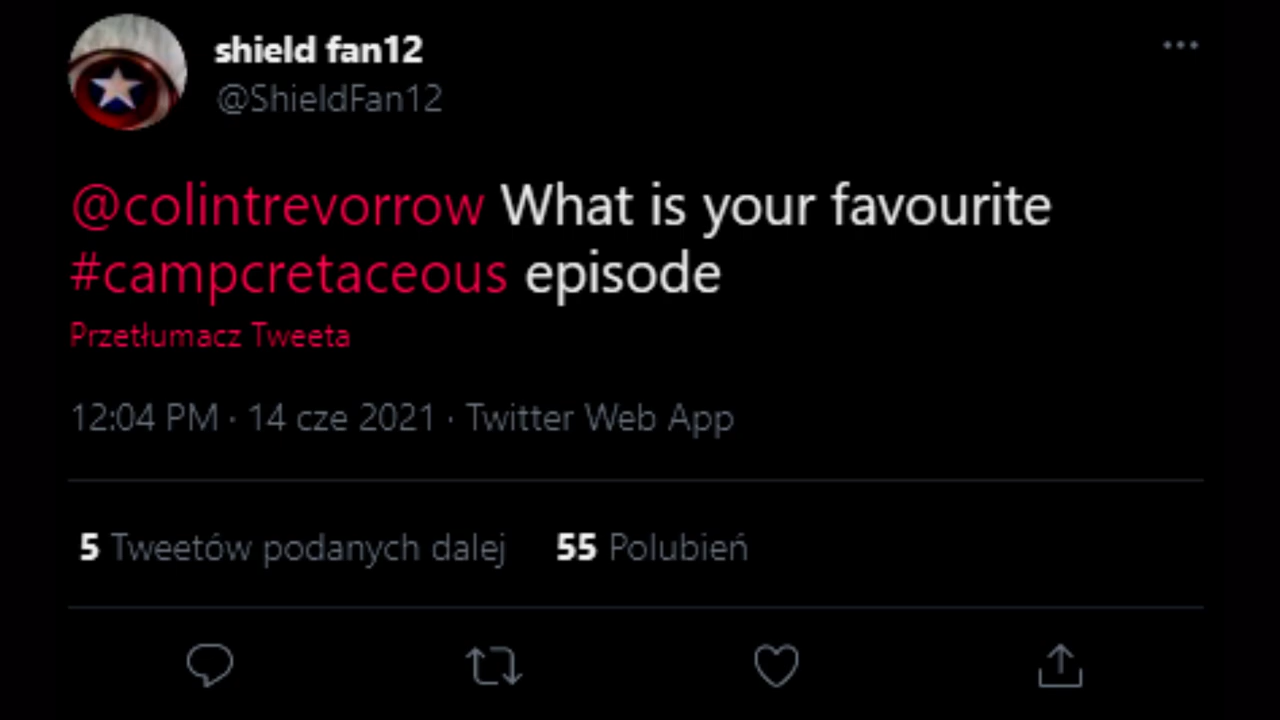 shield fan12
@ShieldFan12
@colintrevorrow What is your favourite
#campcretaceous episode
Przetłumacz Tweeta
12:04 PM · 14 cze 2021 · Twitter Web App
5 Tweetów podanych dalej 55 Polubień